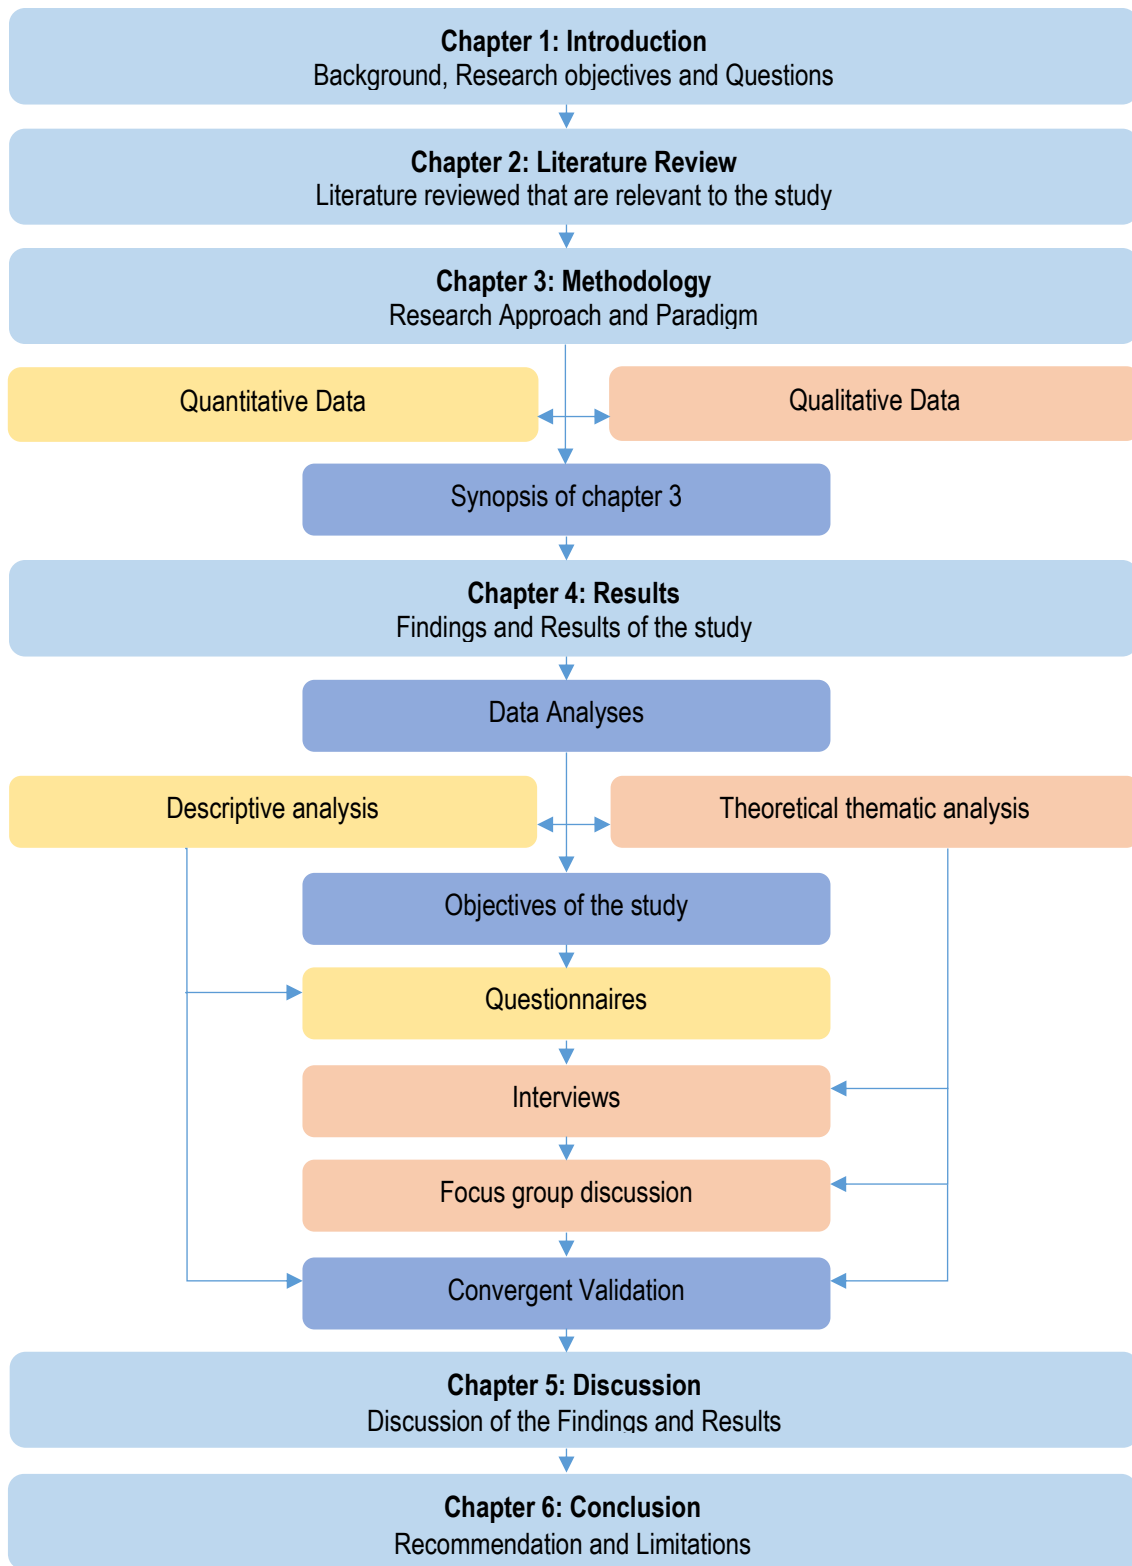 Chapter 1: Introduction
Background, Research objectives and Questions
Chapter 2: Literature Review
Literature reviewed that are relevant to the study
Chapter 3: Methodology
Research Approach and Paradigm
Quantitative Data
Qualitative Data
Synopsis of chapter 3
Chapter 4: Results
Findings and Results of the study
Data Analyses
Descriptive analysis
Theoretical thematic analysis
Objectives of the study
Questionnaires
Interviews
Focus group discussion
Convergent Validation
Chapter 5: Discussion
Discussion of the Findings and Results
Chapter 6: Conclusion
Recommendation and Limitations